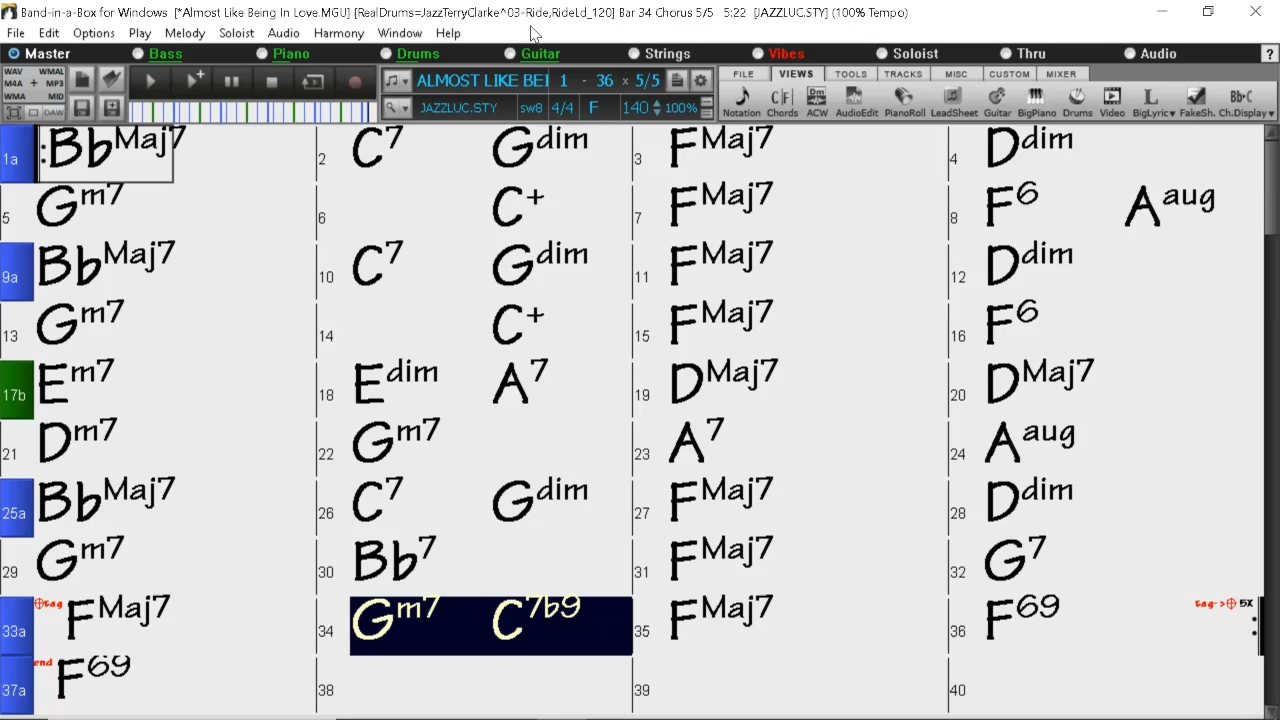 Band-in-a-Box for Windows [*Almost Like Being In Love.MGU] [RealDrums=JazzTerryClarke^03-Ride,RideLd_120] Bar 34 Chorus 5/5 5:22 [JAZZLUC.STY] (100% Tempo)
File Edit Options Play Melody Soloist Audio Harmony Window Help
Master Bass Piano Drums Guitar Strings Vibes Soloist Thru Audio ?
WAV WMAL
M4A + MP3
WMA MID
DAW
ALMOST LIKE BEI 1 - 36 x 5/5
JAZZLUC.STY sw8 4/4 F 140 100%
FILE VIEWS TOOLS TRACKS MISC CUSTOM MIXER
C|F| Dm Am L Bb·C
Notation Chords ACW AudioEdit PianoRoll LeadSheet Guitar BigPiano Drums Video BigLyric FakeSh. Ch.Display
1a :BbMaj7 2 C7 Gdim 3 FMaj7 4 Ddim
5 Gm7 6 C+ 7 FMaj7 8 F6 Aaug
9a BbMaj7 10 C7 Gdim 11 FMaj7 12 Ddim
13 Gm7 14 C+ 15 FMaj7 16 F6
17b Em7 18 Edim A7 19 DMaj7 20 DMaj7
21 Dm7 22 Gm7 23 A7 24 Aaug
25a BbMaj7 26 C7 Gdim 27 FMaj7 28 Ddim
29 Gm7 30 Bb7 31 FMaj7 32 G7
33a tag FMaj7 34 Gm7 C7b9 35 FMaj7 36 F69 tag-> 5X :
37a end F69 38 39 40